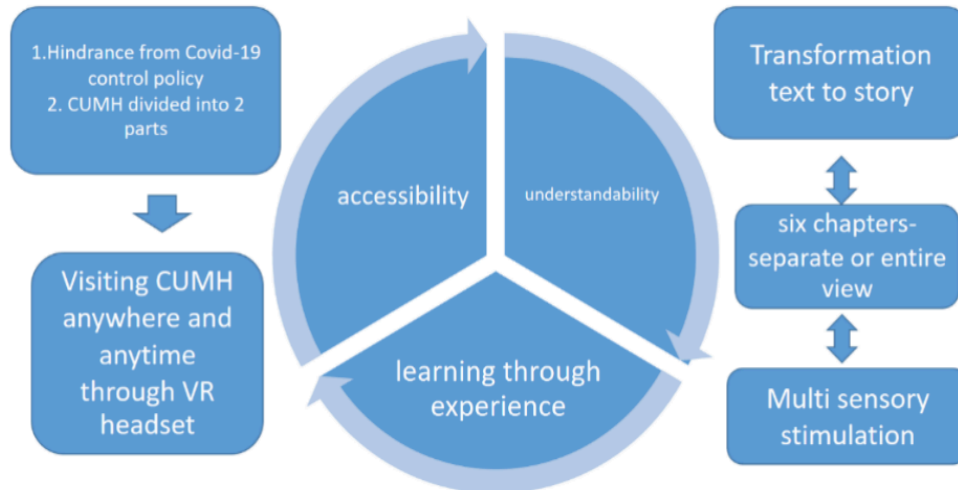 1.Hindrance from Covid-19
control policy
2. CUMH divided into 2
parts
Visiting CUMH
anywhere and
anytime
through VR
headset
accessibility
understandability
learning through
experience
Transformation
text to story
six chapters-
separate or entire
view
Multi sensory
stimulation